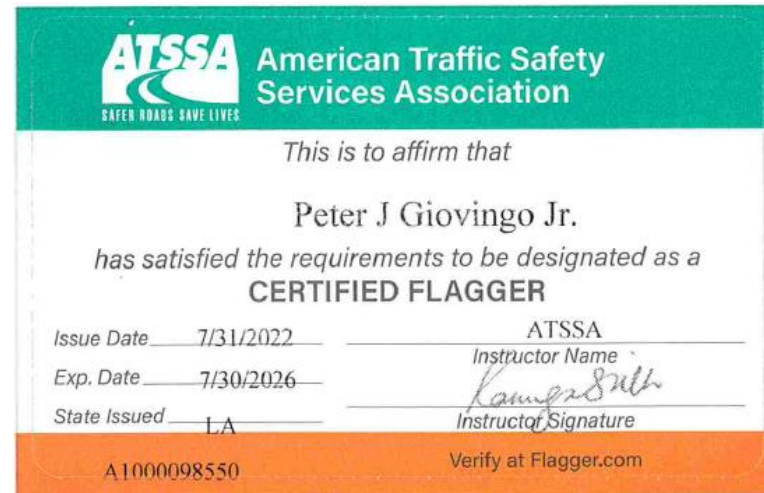 ATSSA
SAFER ROADS SAVE LIVES
American Traffic Safety
Services Association
This is to affirm that
Peter J Giovingo Jr.
has satisfied the requirements to be designated as a
CERTIFIED FLAGGER
Issue Date 7/31/2022
ATSSA
Instructor Name
Exp. Date 7/30/2026
State Issued LA
Instructor Signature
A1000098550
Verify at Flagger.com